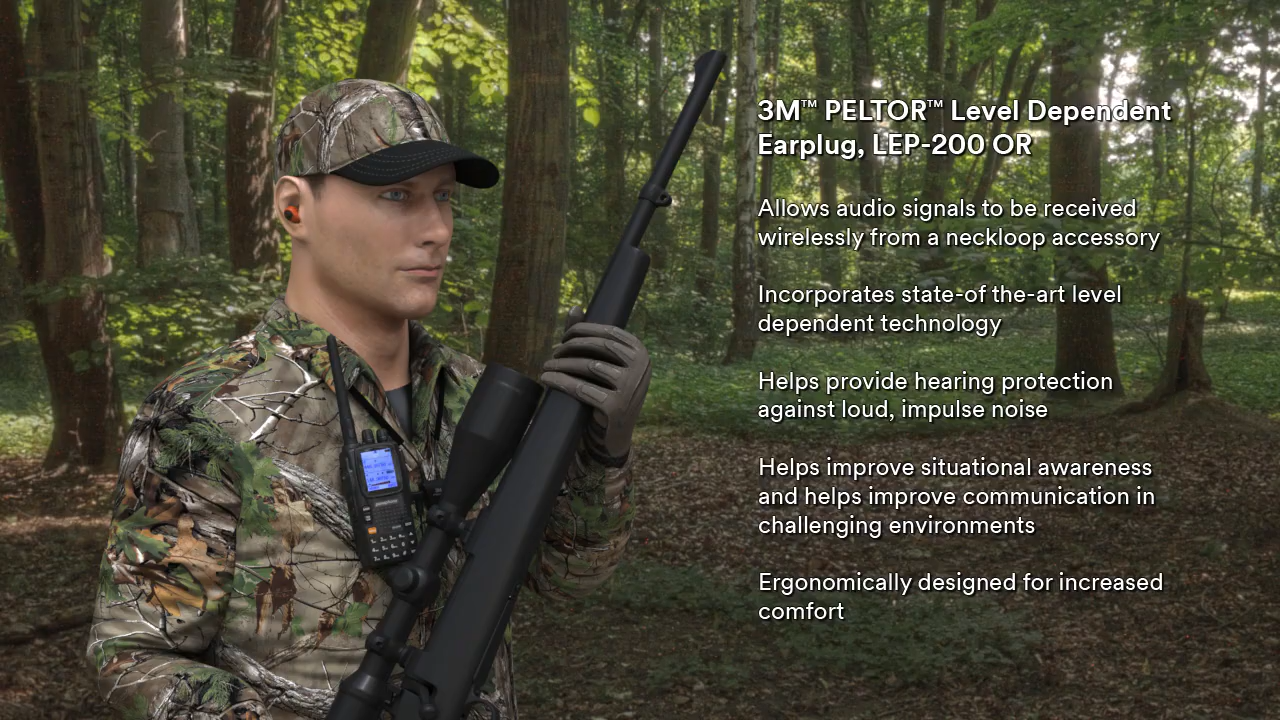 3M™ PELTOR™ Level Dependent
Earplug, LEP-200 OR
Allows audio signals to be received
wirelessly from a neckloop accessory
Incorporates state-of the-art level
dependent technology
Helps provide hearing protection
against loud, impulse noise
Helps improve situational awareness
and helps improve communication in
challenging environments
Ergonomically designed for increased
comfort